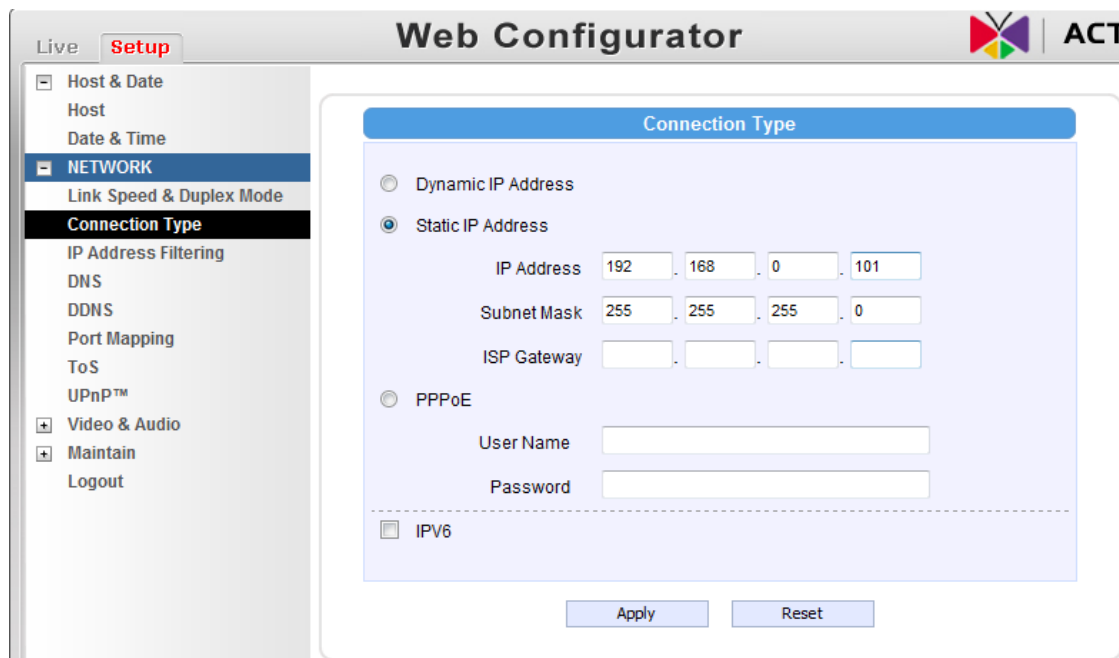 Live Setup
Web Configurator
ACT
Host & Date
Host
Date & Time
NETWORK
Link Speed & Duplex Mode
Connection Type
IP Address Filtering
DNS
DDNS
Port Mapping
ToS
UPnP™
Video & Audio
Maintain
Logout
Connection Type
Dynamic IP Address
Static IP Address
IP Address 192 . 168 . 0 . 101
Subnet Mask 255 . 255 . 255 . 0
ISP Gateway . . .
PPPoE
User Name
Password
IPV6
Apply Reset